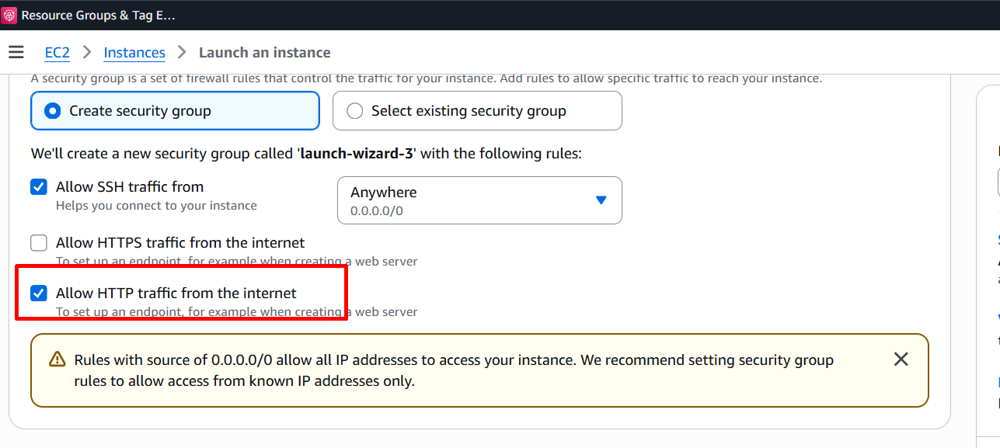 Resource Groups & Tag E...
EC2 Instances Launch an instance
A security group is a set of firewall rules that control the traffic for your instance. Add rules to allow specific traffic to reach your instance.
Create security group
Select existing security group
We'll create a new security group called 'launch-wizard-3' with the following rules:
Allow SSH traffic from
Helps you connect to your instance
Anywhere
0.0.0.0/0
Allow HTTPS traffic from the internet
To set up an endpoint, for example when creating a web server
Allow HTTP traffic from the internet
To set up an endpoint, for example when creating a web server
Rules with source of 0.0.0.0/0 allow all IP addresses to access your instance. We recommend setting security group
rules to allow access from known IP addresses only.